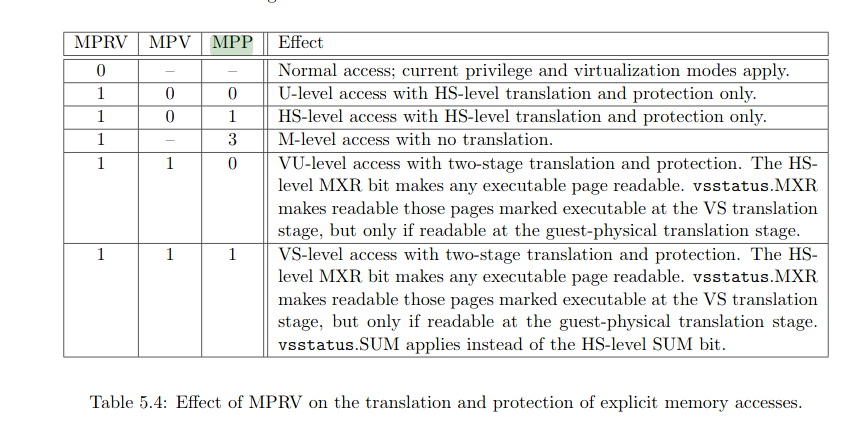 MPRV MPV MPP Effect
0 – – Normal access; current privilege and virtualization modes apply.
1 0 0 U-level access with HS-level translation and protection only.
1 0 1 HS-level access with HS-level translation and protection only.
1 – 3 M-level access with no translation.
1 1 0 VU-level access with two-stage translation and protection. The HS-
level MXR bit makes any executable page readable. vsstatus.MXR
makes readable those pages marked executable at the VS translation
stage, but only if readable at the guest-physical translation stage.
1 1 1 VS-level access with two-stage translation and protection. The HS-
level MXR bit makes any executable page readable. vsstatus.MXR
makes readable those pages marked executable at the VS translation
stage, but only if readable at the guest-physical translation stage.
vsstatus.SUM applies instead of the HS-level SUM bit.
Table 5.4: Effect of MPRV on the translation and protection of explicit memory accesses.